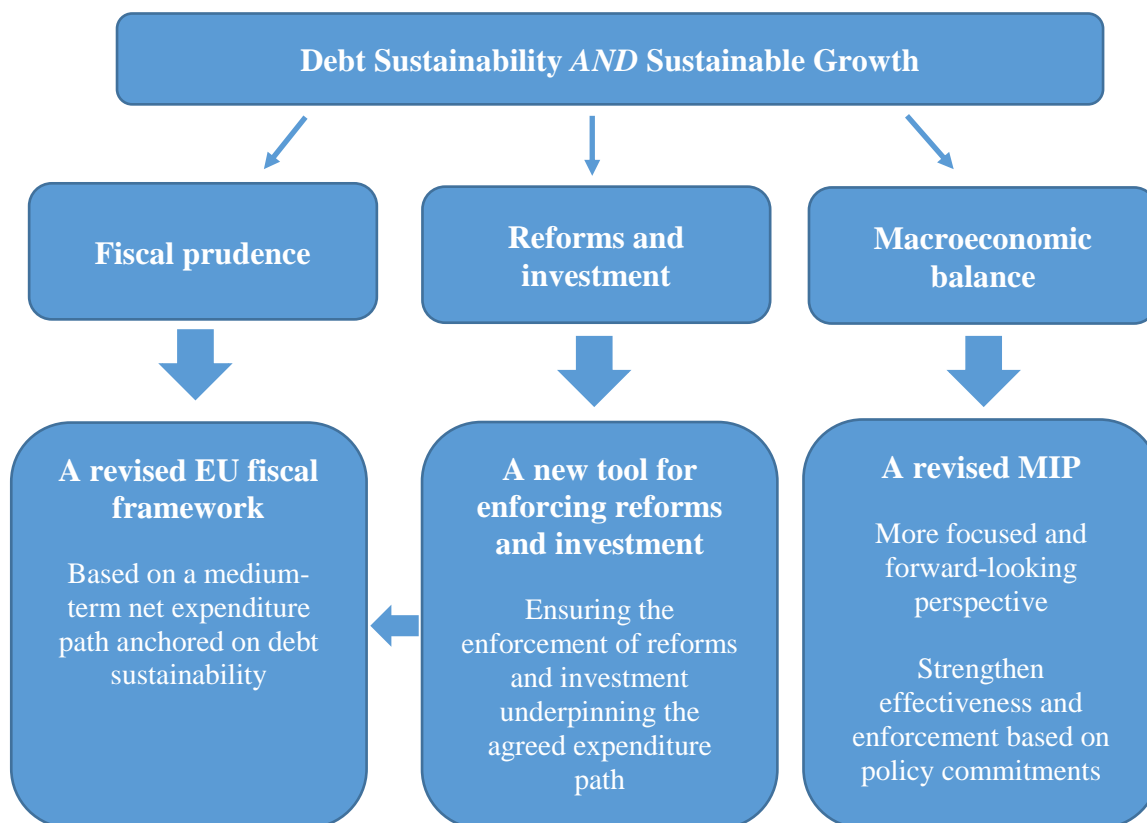 Debt Sustainability AND Sustainable Growth
Fiscal prudence
Reforms and
investment
Macroeconomic
balance
A revised EU fiscal
framework
Based on a medium-
term net expenditure
path anchored on debt
sustainability
A new tool for
enforcing reforms
and investment
Ensuring the
enforcement of reforms
and investment
underpinning the
agreed expenditure
path
A revised MIP
More focused and
forward-looking
perspective
Strengthen
effectiveness and
enforcement based on
policy commitments